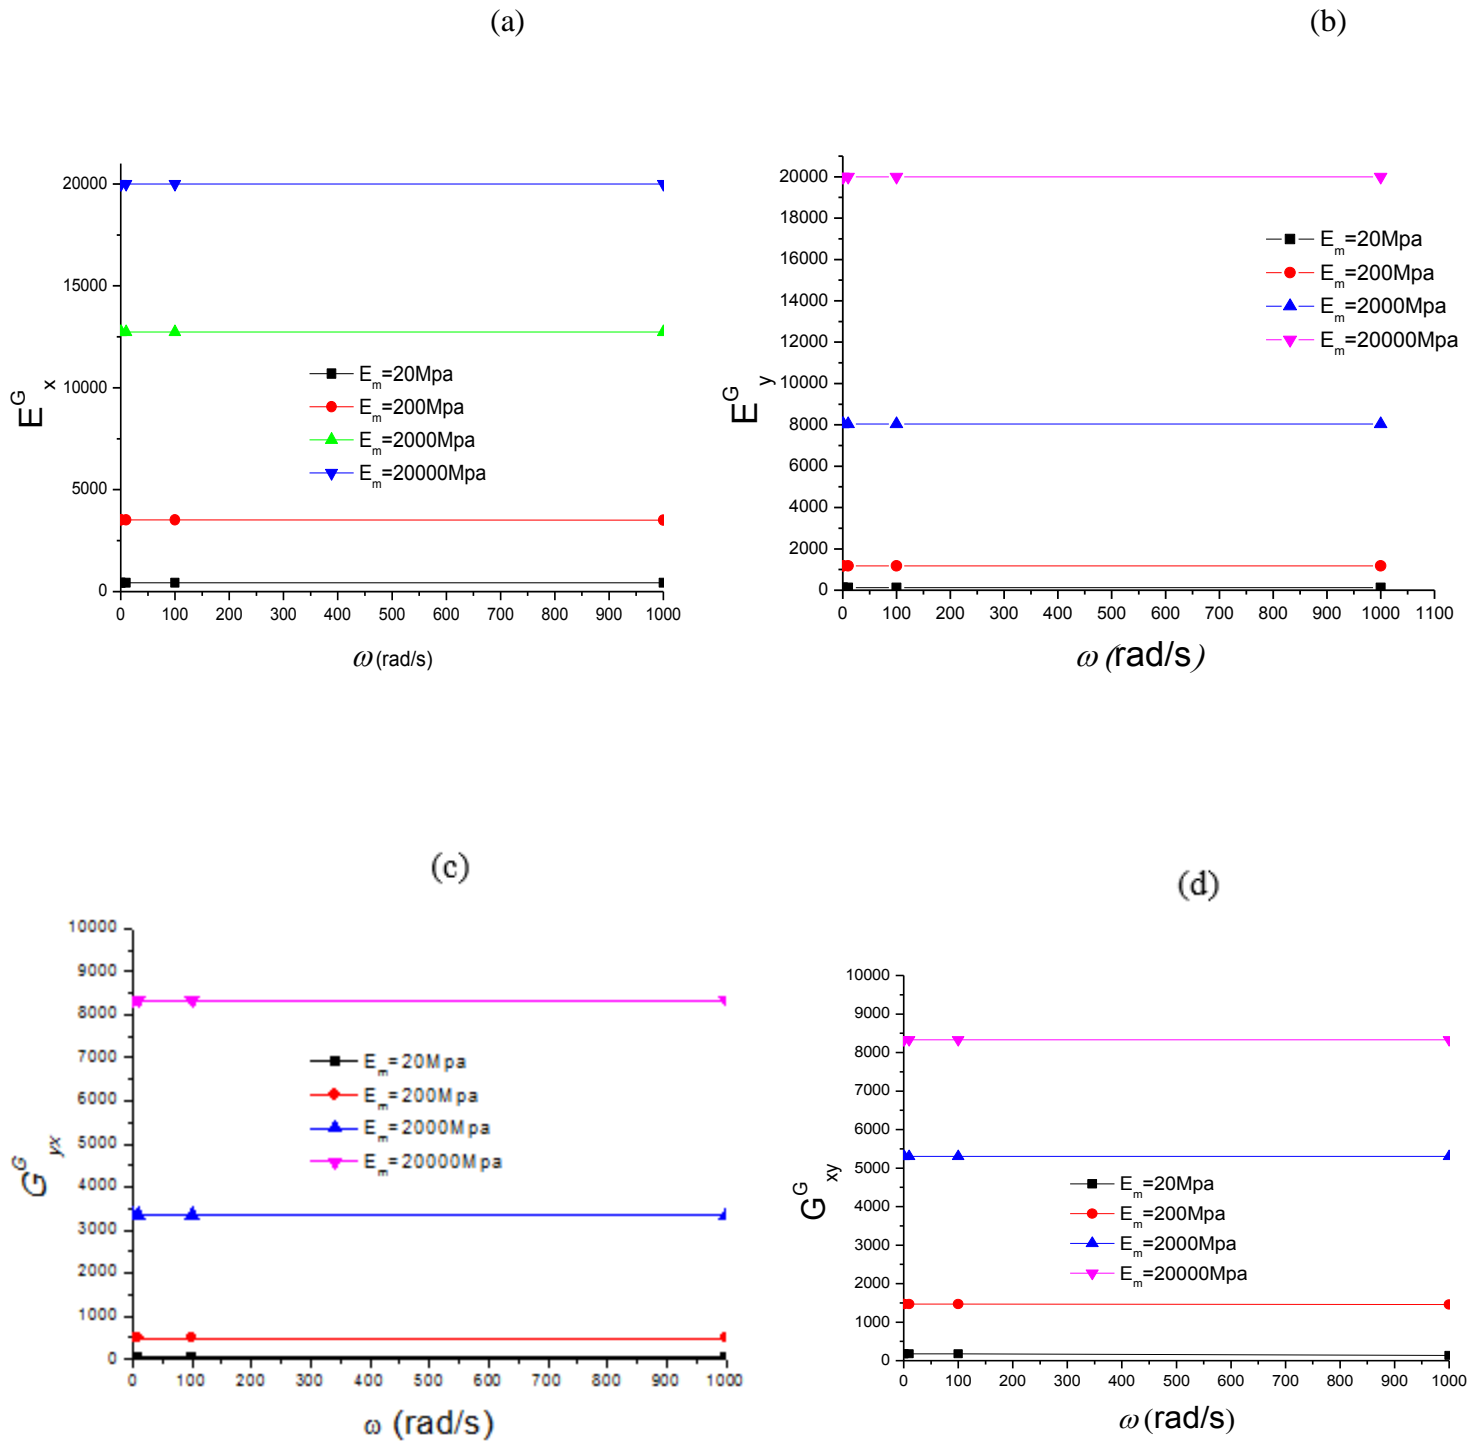 (a)
(b)
20000
15000
10000
5000
0
E^G_x
E_m=20Mpa
E_m=200Mpa
E_m=2000Mpa
E_m=20000Mpa
0 100 200 300 400 500 600 700 800 900 1000
ω (rad/s)
20000
18000
16000
14000
12000
10000
8000
6000
4000
2000
0
E^G_y
E_m=20Mpa
E_m=200Mpa
E_m=2000Mpa
E_m=20000Mpa
0 100 200 300 400 500 600 700 800 900 1000 1100
ω (rad/s)
(c)
(d)
10000
9000
8000
7000
6000
5000
4000
3000
2000
1000
0
G^G_yx
E_m=20Mpa
E_m=200Mpa
E_m=2000Mpa
E_m=20000Mpa
0 100 200 300 400 500 600 700 800 900 1000
ω (rad/s)
10000
9000
8000
7000
6000
5000
4000
3000
2000
1000
0
G^G_xy
E_m=20Mpa
E_m=200Mpa
E_m=2000Mpa
E_m=20000Mpa
0 100 200 300 400 500 600 700 800 900 1000
ω (rad/s)